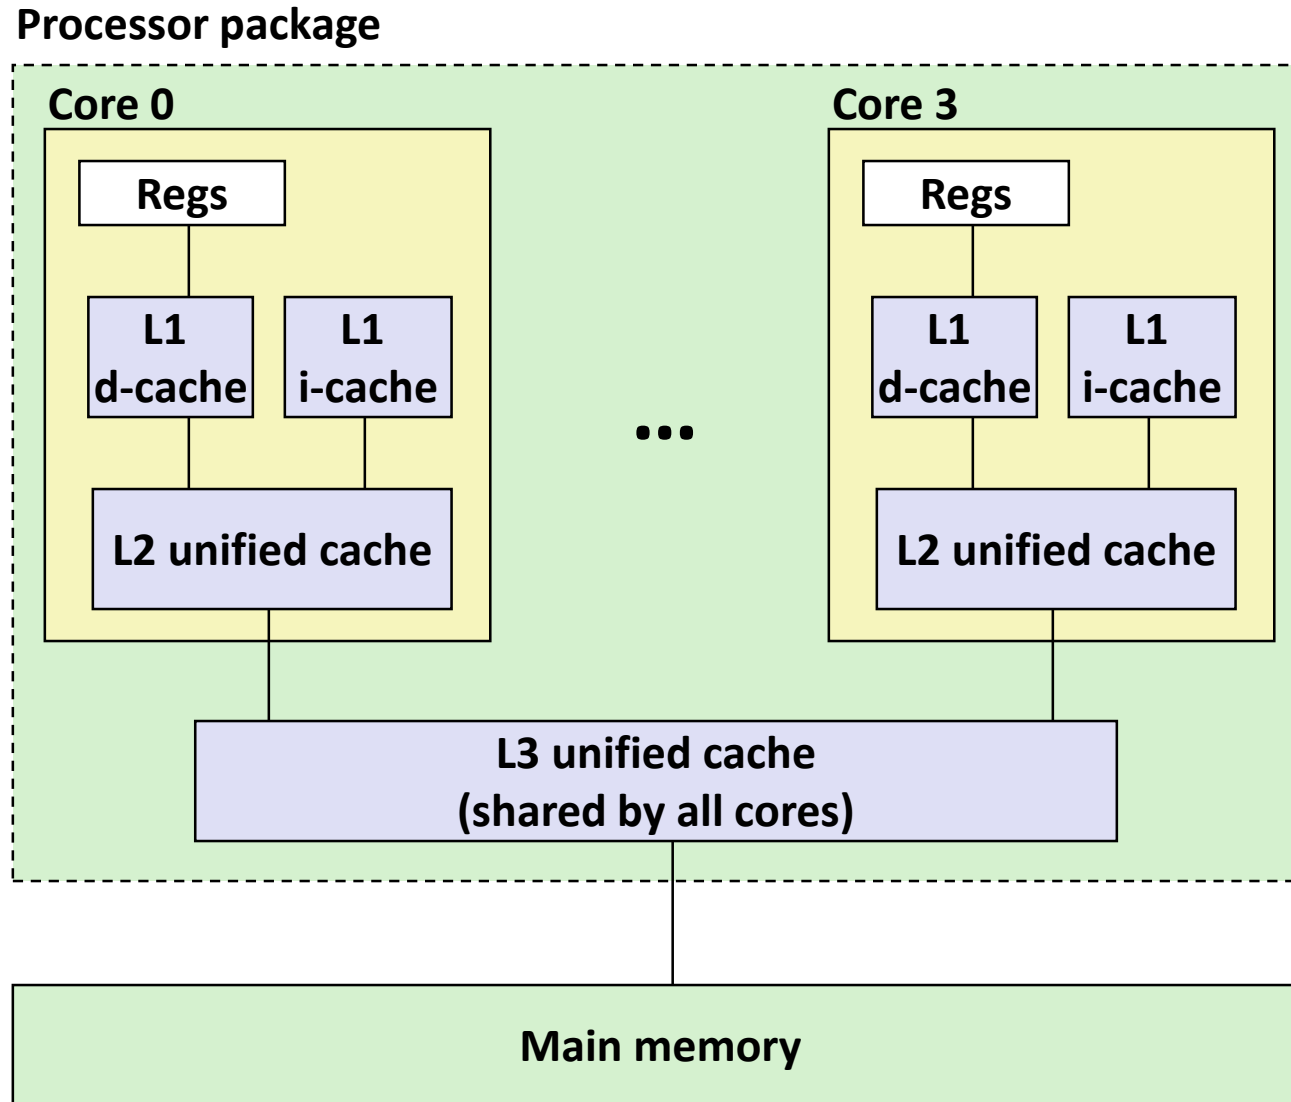 Processor package
Core 0
Regs
L1
d-cache
L1
i-cache
L2 unified cache
...
Core 3
Regs
L1
d-cache
L1
i-cache
L2 unified cache
L3 unified cache
(shared by all cores)
Main memory